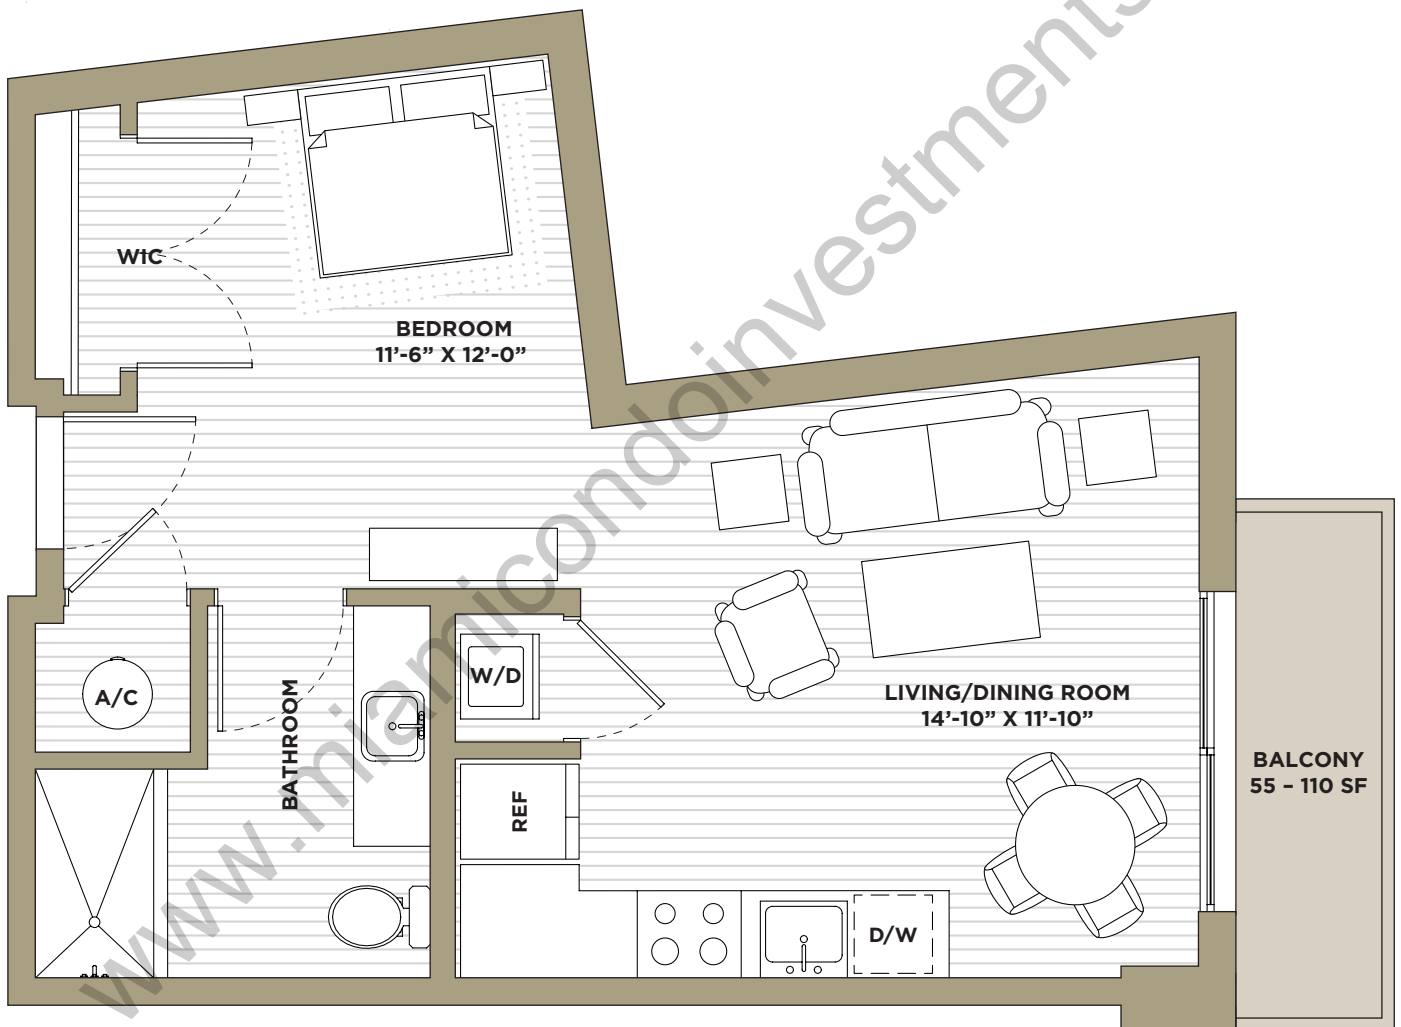 WIC
BEDROOM
11'-6” X 12'-0”
A/C
BATHROOM
W/D
REF
LIVING/DINING ROOM
14'-10” X 11'-10”
D/W
BALCONY
55 – 110 SF
www.miamicondoinvestments